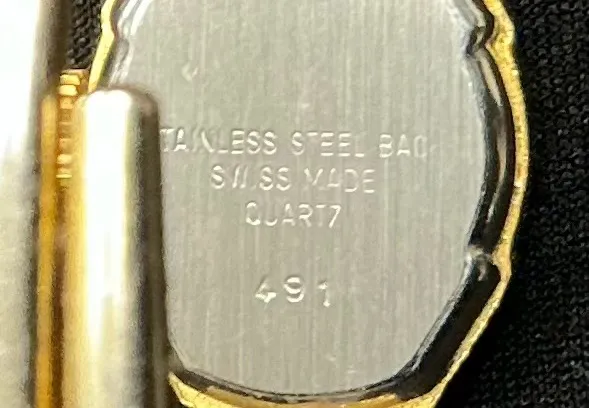 TAINLESS STEEL BAC
SWISS MADE
QUARTZ
491